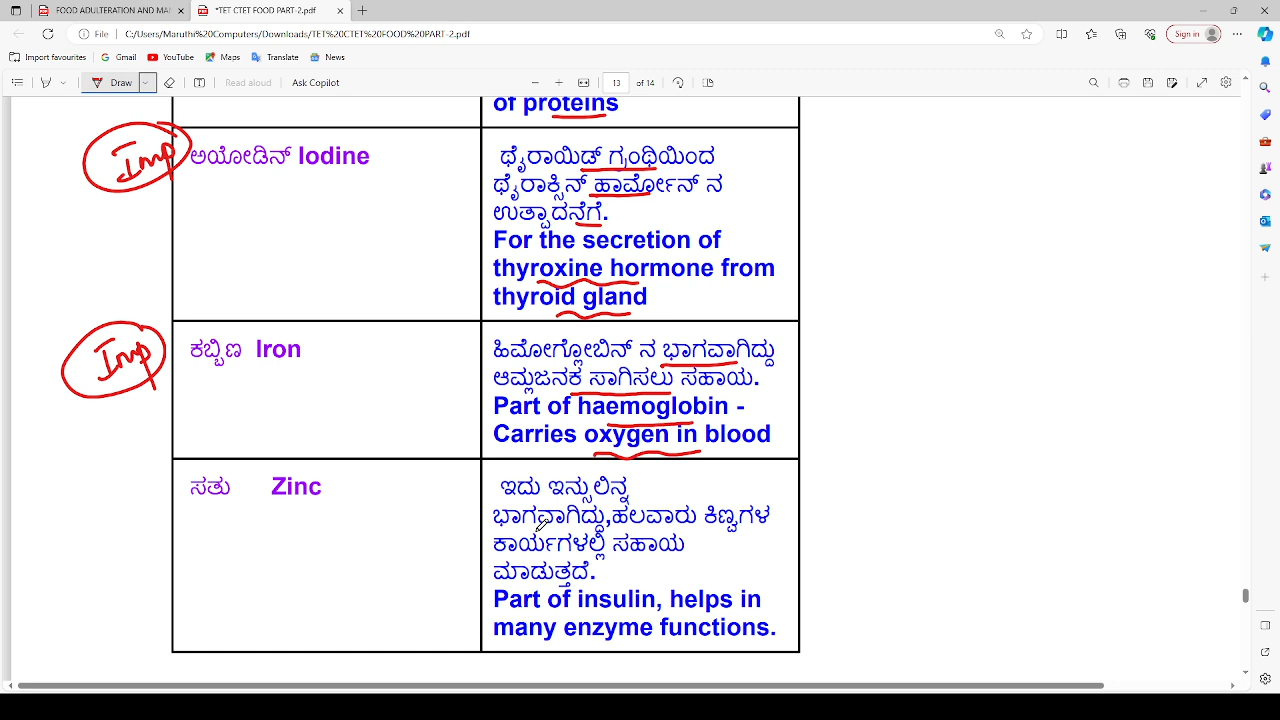 FOOD ADULTERATION AND MAN
*TET CTET FOOD PART-2.pdf
File C:/Users/Maruthi%20Computers/Downloads/TET%20CTET%20FOOD%20PART-2.pdf
Sign in
Import favourites Gmail YouTube Maps Translate News
Draw Read aloud Ask Copilot 13 of 14
of proteins
Imp
ಅಯೋಡಿನ್ Iodine
ಥೈರಾಯಿಡ್ ಗ್ರಂಥಿಯಿಂದ
ಥೈರಾಕ್ಸಿನ್ ಹಾರ್ಮೋನ್ ನ
ಉತ್ಪಾದನೆಗೆ.
For the secretion of
thyroxine hormone from
thyroid gland
Imp
ಕಬ್ಬಿಣ Iron
ಹಿಮೋಗ್ಲೋಬಿನ್ ನ ಭಾಗವಾಗಿದ್ದು
ಆಮ್ಲಜನಕ ಸಾಗಿಸಲು ಸಹಾಯ.
Part of haemoglobin -
Carries oxygen in blood
ಸತು Zinc
ಇದು ಇನ್ಸುಲಿನ್ನ
ಭಾಗವಾಗಿದ್ದು,ಹಲವಾರು ಕಿಣ್ವಗಳ
ಕಾರ್ಯಗಳಲ್ಲಿ ಸಹಾಯ
ಮಾಡುತ್ತದೆ.
Part of insulin, helps in
many enzyme functions.